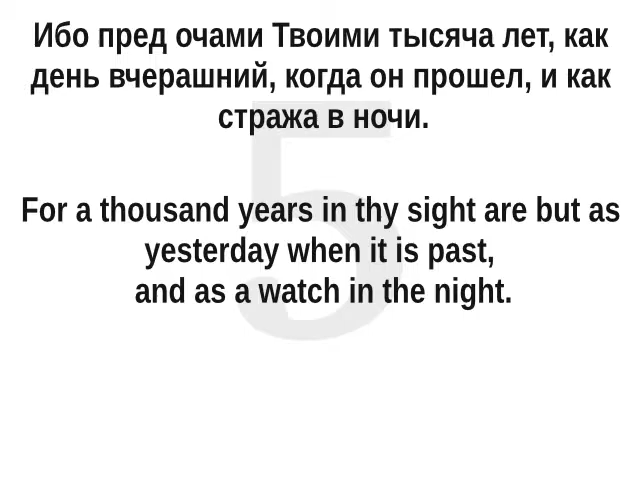 Ибо пред очами Твоими тысяча лет, как
день вчерашний, когда он прошел, и как
стража в ночи.
For a thousand years in thy sight are but as
yesterday when it is past,
and as a watch in the night.
5